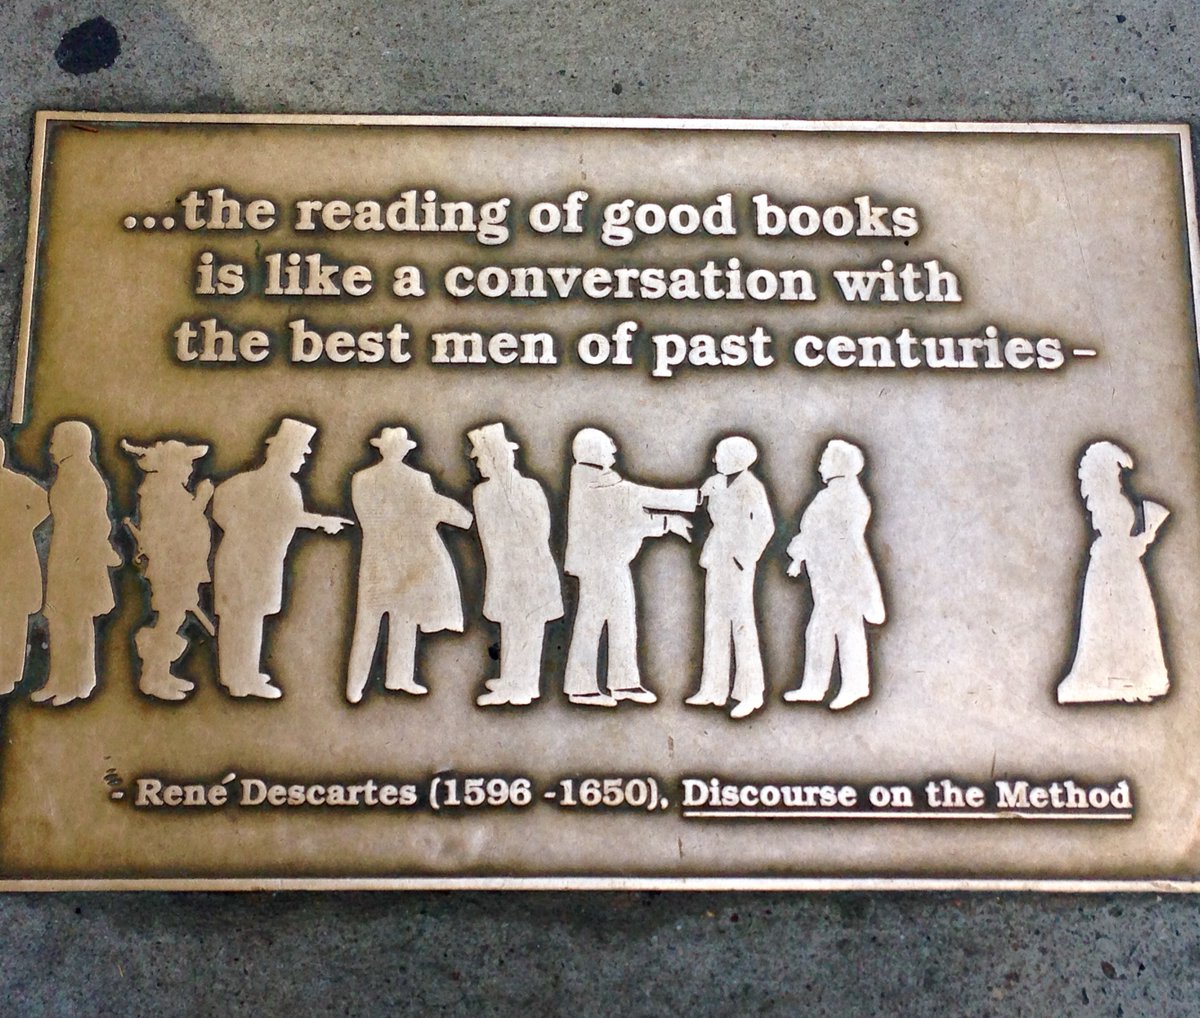 ...the reading of good books
is like a conversation with
the best men of past centuries–
- René Descartes (1596 -1650), Discourse on the Method